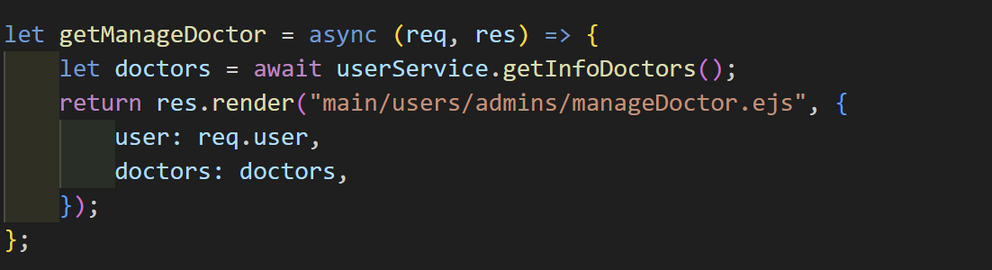 let getManageDoctor = async (req, res) => {
    let doctors = await userService.getInfoDoctors();
    return res.render("main/users/admins/manageDoctor.ejs", {
        user: req.user,
        doctors: doctors,
    });
};